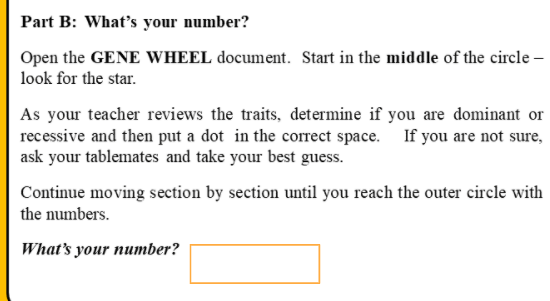 Part B: What's your number?
Open the GENE WHEEL document. Start in the middle of the circle –
look for the star.
As your teacher reviews the traits, determine if you are dominant or
recessive and then put a dot in the correct space. If you are not sure,
ask your tablemates and take your best guess.
Continue moving section by section until you reach the outer circle with
the numbers.
What's your number?